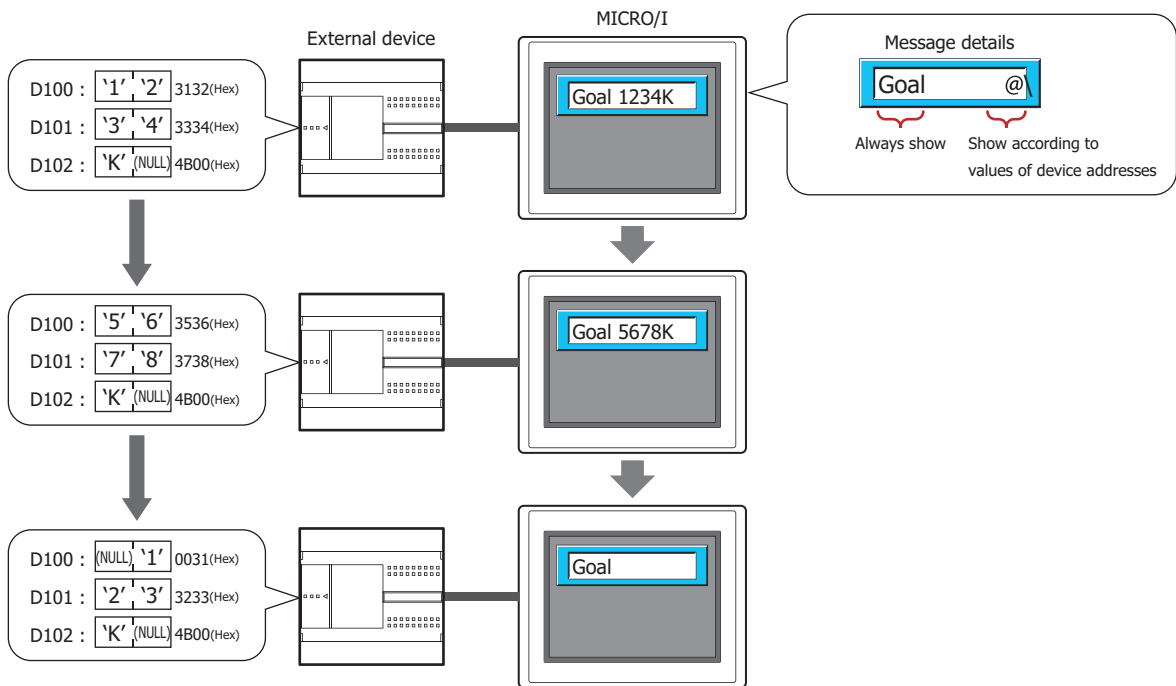 MICRO/I
External device
Message details
Goal @\
Always show
Show according to
values of device addresses
D100 : ‘1’ ‘2’ 3132(Hex)
D101 : ‘3’ ‘4’ 3334(Hex)
D102 : ‘K’ (NULL) 4B00(Hex)
Goal 1234K
D100 : ‘5’ ‘6’ 3536(Hex)
D101 : ‘7’ ‘8’ 3738(Hex)
D102 : ‘K’ (NULL) 4B00(Hex)
Goal 5678K
D100 : (NULL) ‘1’ 0031(Hex)
D101 : ‘2’ ‘3’ 3233(Hex)
D102 : ‘K’ (NULL) 4B00(Hex)
Goal